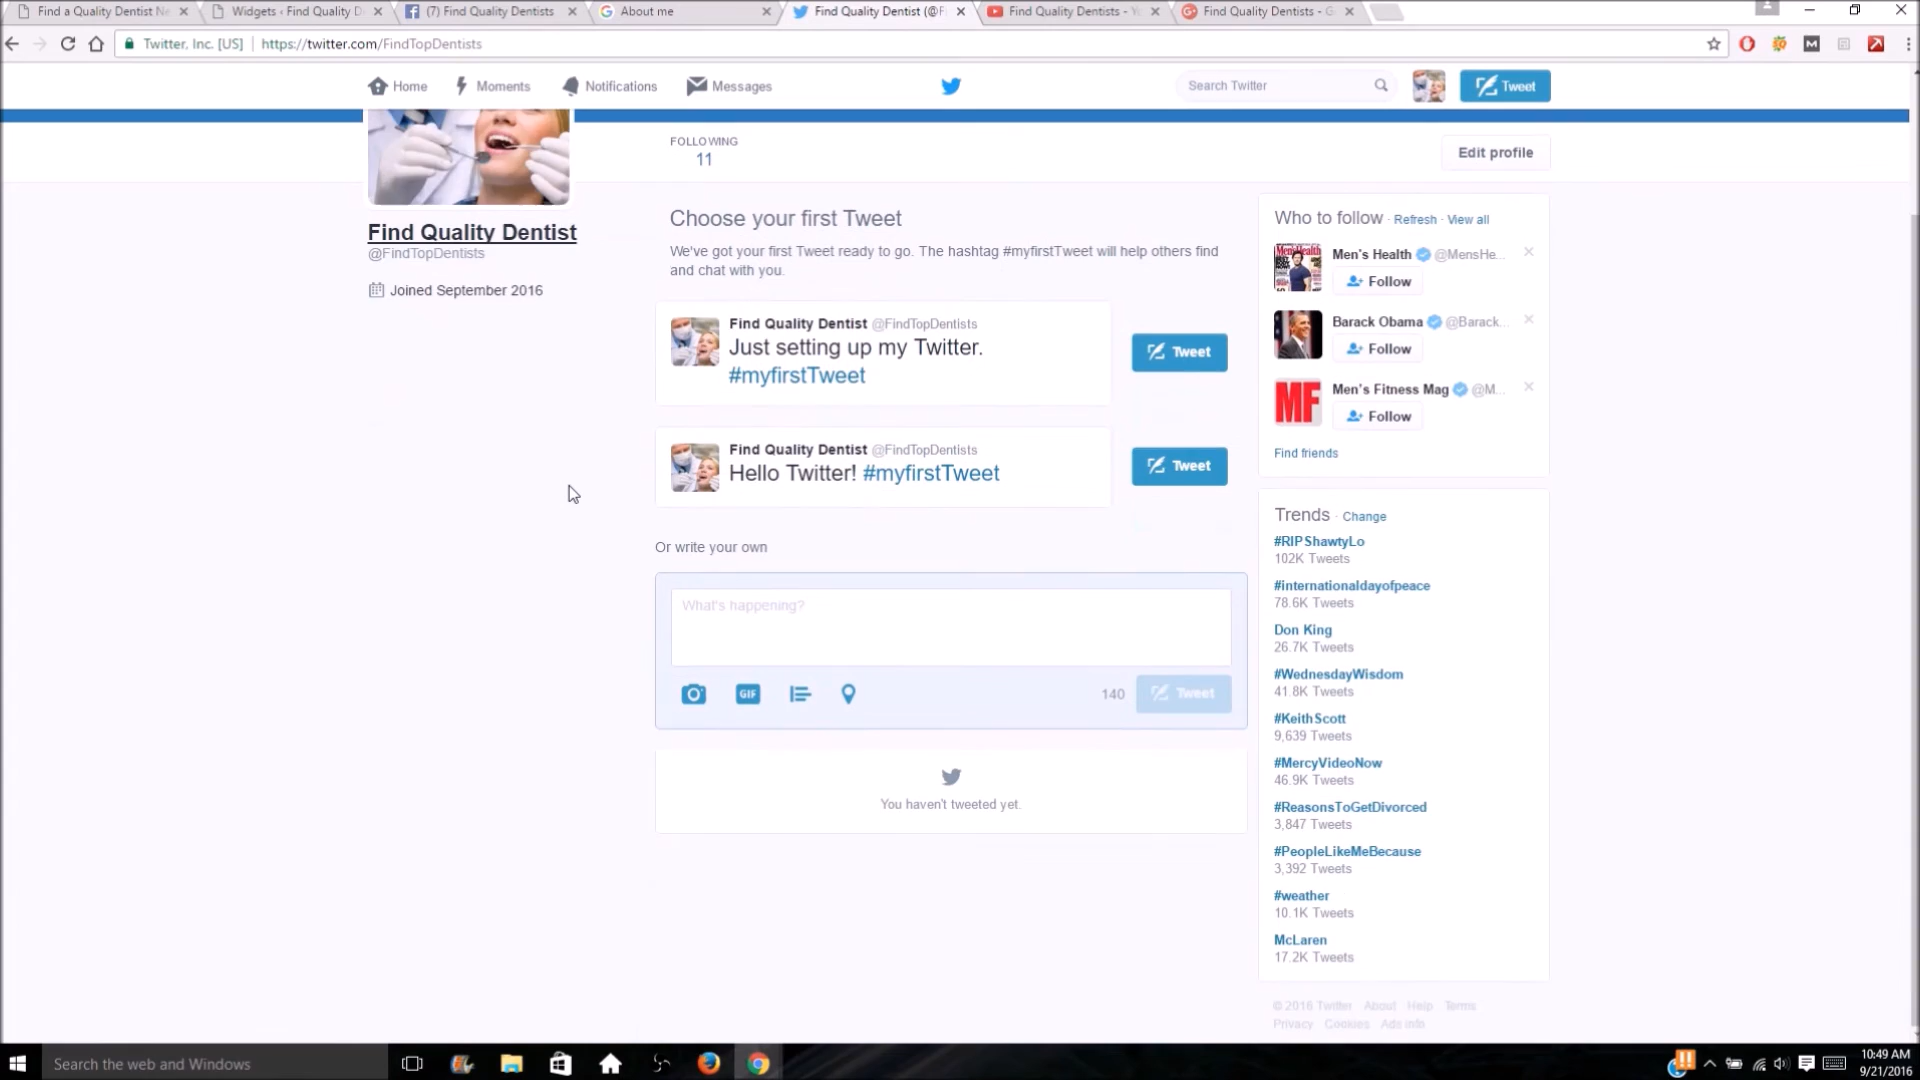 Find a Quality Dentist Ne
Widgets ‹ Find Quality D
(7) Find Quality Dentists
About me
Find Quality Dentist (@F
Find Quality Dentists - Y
Find Quality Dentists - G
Twitter, Inc. [US]
https://twitter.com/FindTopDentists
Home
Moments
Notifications
Messages
Search Twitter
Tweet
FOLLOWING
11
Edit profile
Find Quality Dentist
@FindTopDentists
Joined September 2016
Choose your first Tweet
We've got your first Tweet ready to go. The hashtag #myfirstTweet will help others find
and chat with you.
Find Quality Dentist @FindTopDentists
Just setting up my Twitter.
#myfirstTweet
Tweet
Find Quality Dentist @FindTopDentists
Hello Twitter! #myfirstTweet
Tweet
Or write your own
What's happening?
GIF
140
Tweet
You haven't tweeted yet.
Who to follow · Refresh · View all
Men's Health @MensHe...
Follow
Barack Obama @Barack...
Follow
MF
Men's Fitness Mag @M...
Follow
Find friends
Trends · Change
#RIPShawtyLo
102K Tweets
#internationaldayofpeace
78.6K Tweets
Don King
26.7K Tweets
#WednesdayWisdom
41.8K Tweets
#KeithScott
9,639 Tweets
#MercyVideoNow
46.9K Tweets
#ReasonsToGetDivorced
3,847 Tweets
#PeopleLikeMeBecause
3,392 Tweets
#weather
10.1K Tweets
McLaren
17.2K Tweets
© 2016 Twitter About Help Terms
Privacy Cookies Ads info
Search the web and Windows
10:49 AM
9/21/2016